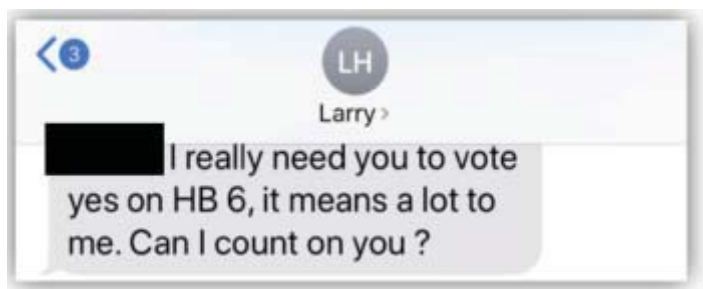 3
LH
Larry >
I really need you to vote
yes on HB 6, it means a lot to
me. Can I count on you ?